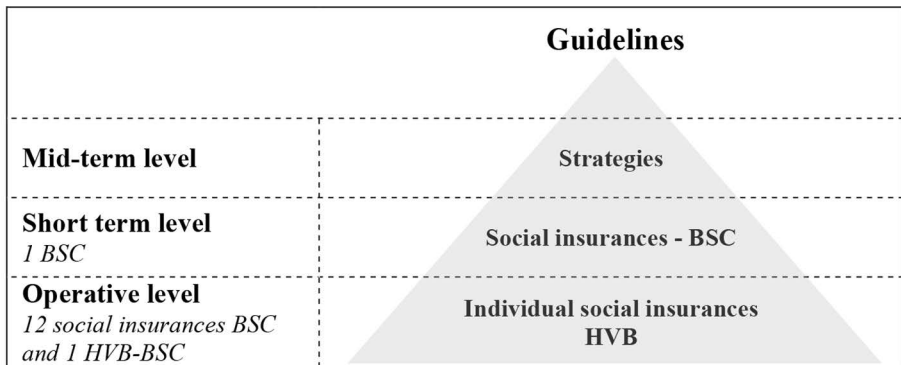 Guidelines
Mid-term level
Strategies
Short term level
1 BSC
Social insurances - BSC
Operative level
12 social insurances BSC
and 1 HVB-BSC
Individual social insurances
HVB